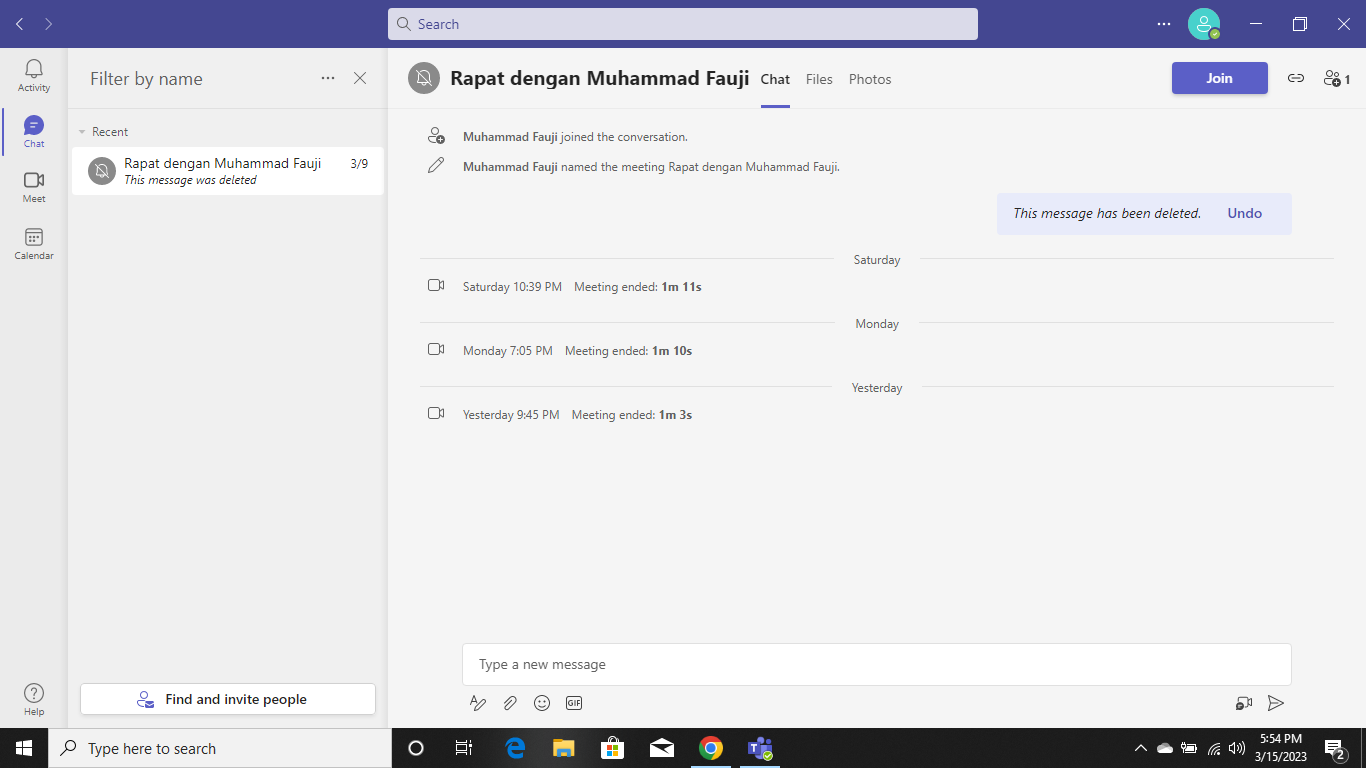 Search
Activity
Chat
Meet
Calendar
Help
Filter by name
Recent
Rapat dengan Muhammad Fauji 3/9
This message was deleted
Find and invite people
Rapat dengan Muhammad Fauji Chat Files Photos Join 1
Muhammad Fauji joined the conversation.
Muhammad Fauji named the meeting Rapat dengan Muhammad Fauji.
This message has been deleted. Undo
Saturday
Saturday 10:39 PM Meeting ended: 1m 11s
Monday
Monday 7:05 PM Meeting ended: 1m 10s
Yesterday
Yesterday 9:45 PM Meeting ended: 1m 3s
Type a new message
GIF
Type here to search
5:54 PM
3/15/2023
2